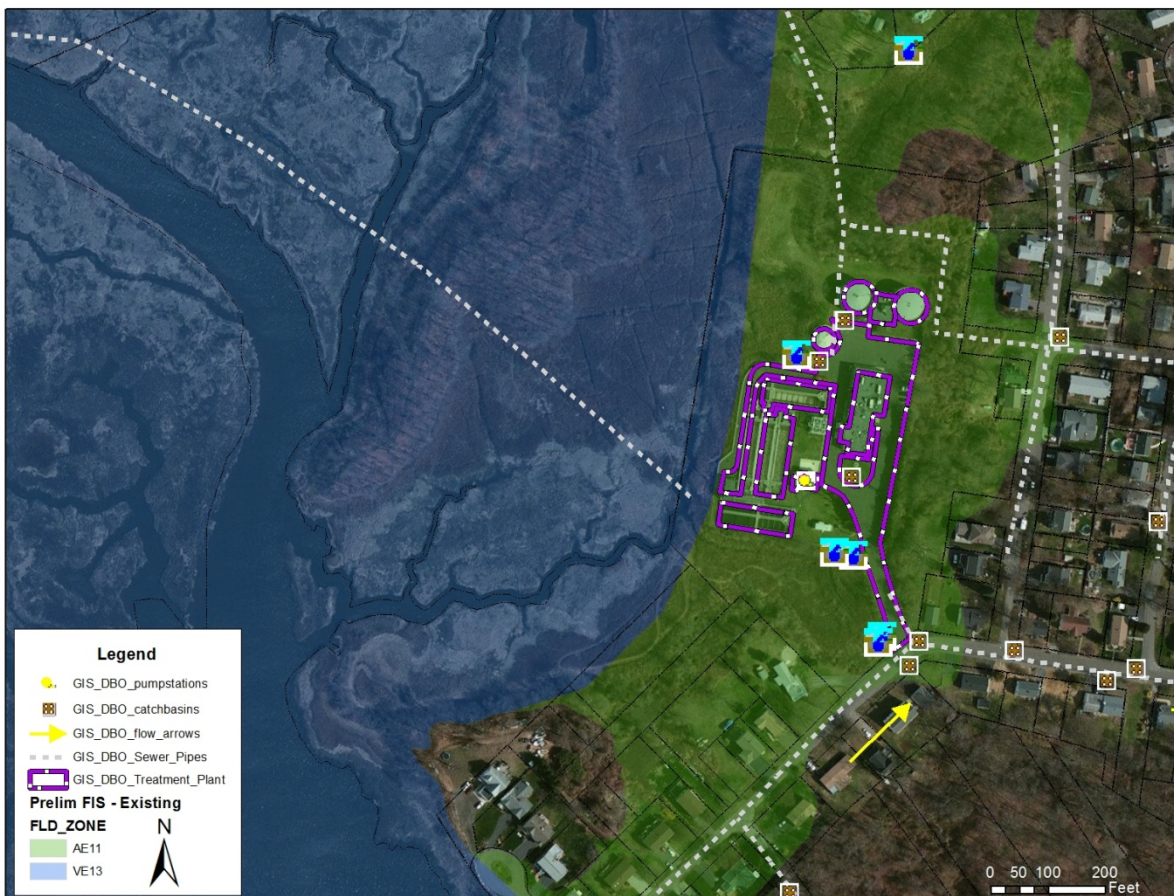 Legend
GIS_DBO_pumpstations
GIS_DBO_catchbasins
GIS_DBO_flow_arrows
GIS_DBO_Sewer_Pipes
GIS_DBO_Treatment_Plant
Prelim FIS - Existing
FLD_ZONE
N
AE11
VE13
0 50 100 200
Feet